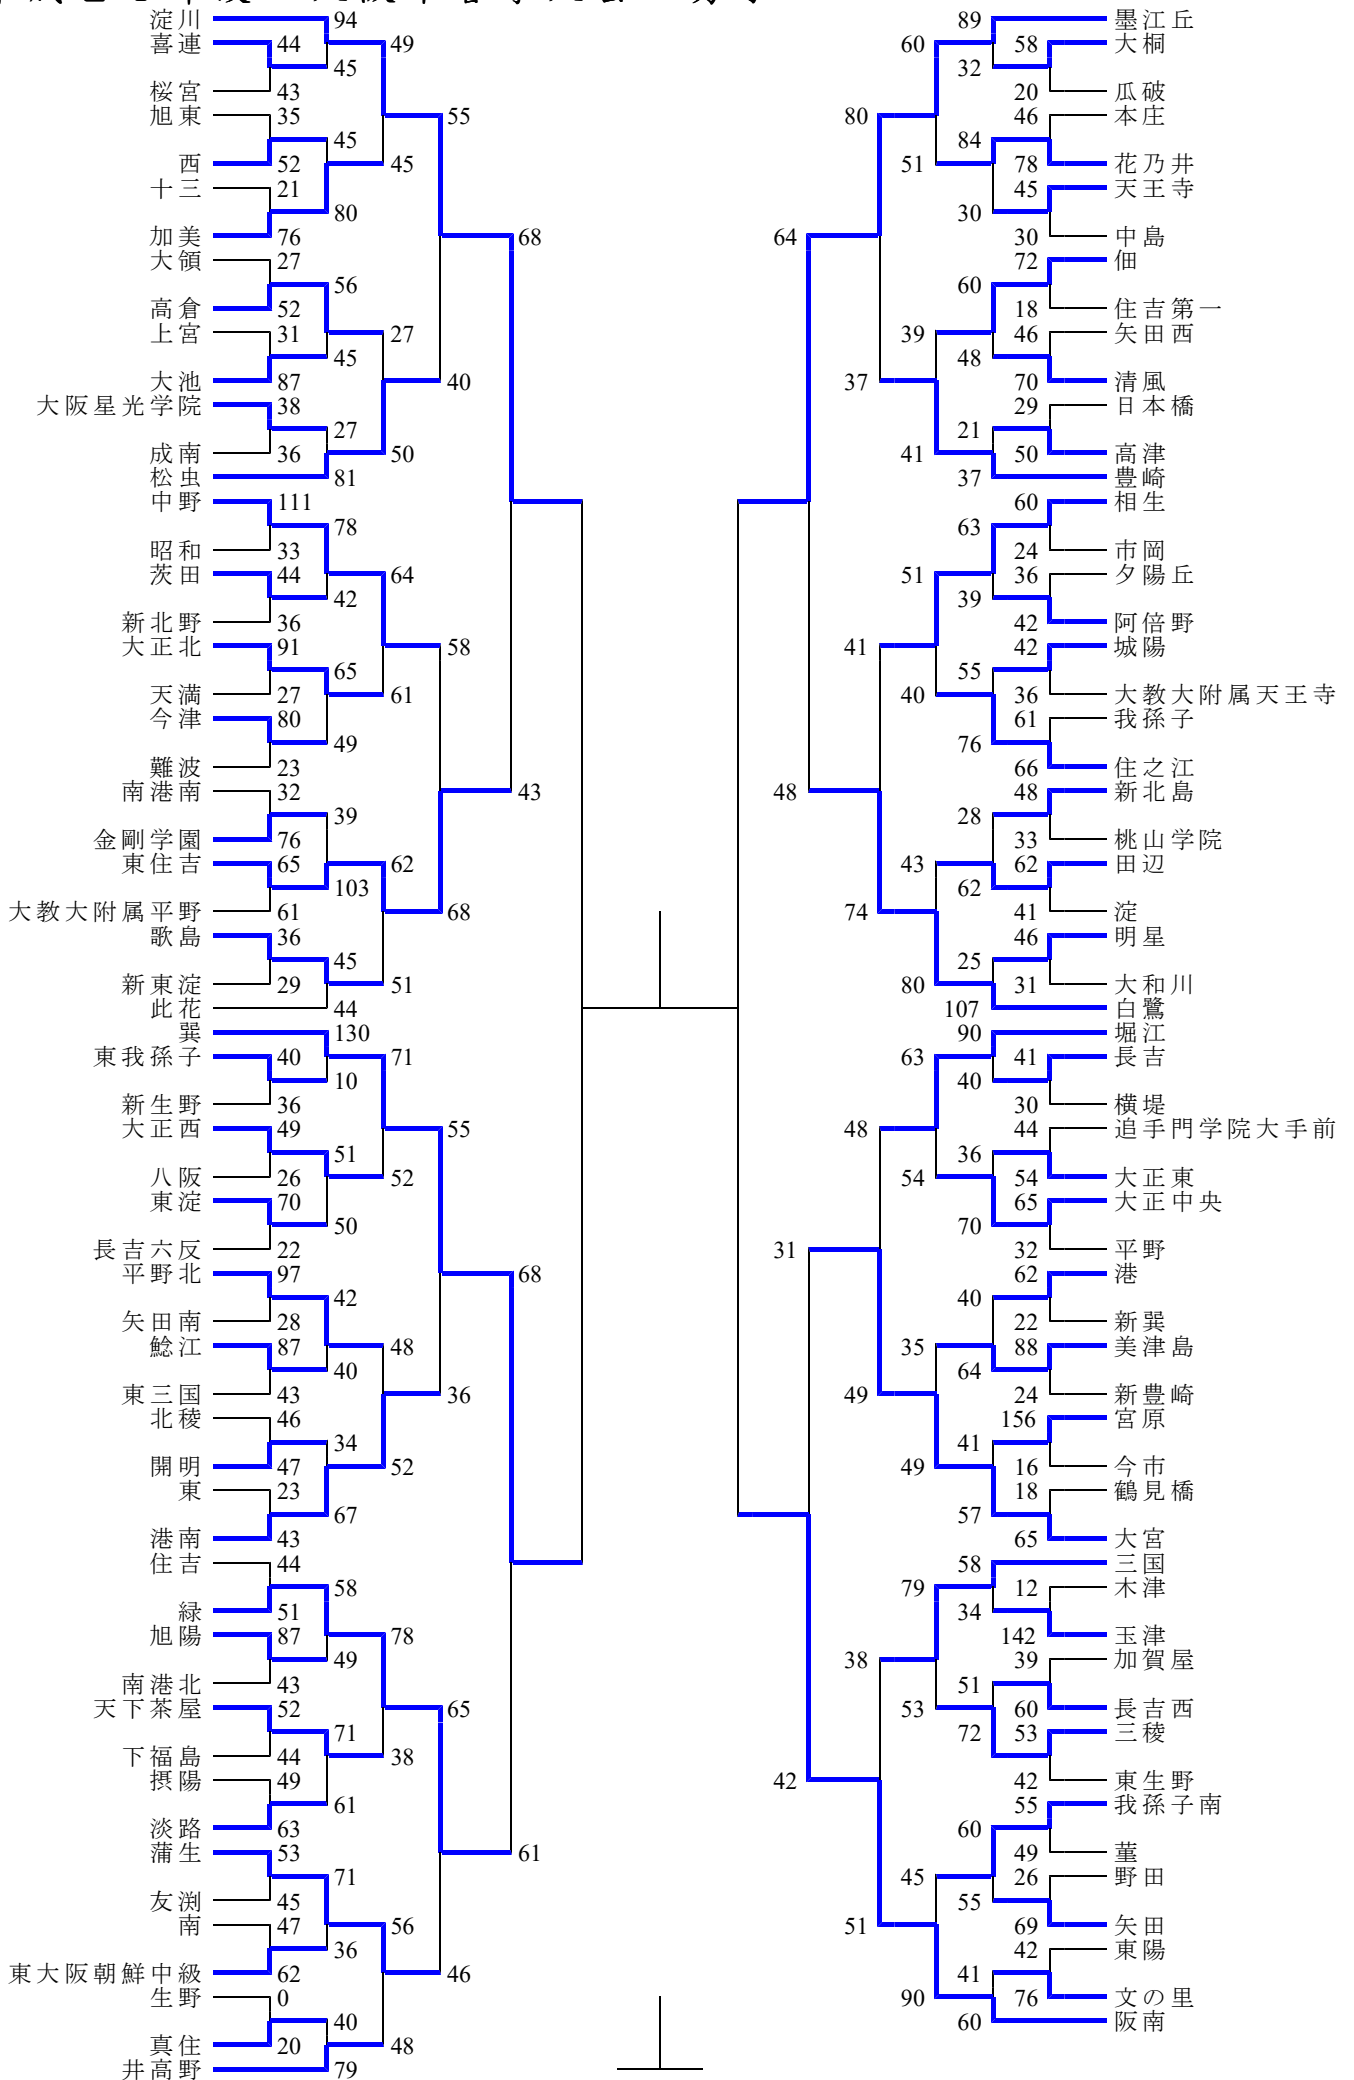 淀川 94 89 墨江丘
喜連 44 49 60 58 大桐
45 32
桜宮 43 20 瓜破
旭東 35 55 80 46 本庄
45 84
西 52 45 51 78 花乃井
十三 21 45 天王寺
80 30
加美 76 68 64 30 中島
大領 27 72 佃
56 60
高倉 52 18 住吉第一
上宮 31 27 39 46 矢田西
45 48
大池 87 40 37 70 清風
大阪星光学院 38 29 日本橋
27 21
成南 36 50 41 50 高津
松虫 81 37 豊崎
中野 111 60 相生
78 63
昭和 33 24 市岡
茨田 44 64 51 36 夕陽丘
42 39
新北野 36 42 阿倍野
大正北 91 58 41 42 城陽
65 55
天満 27 61 40 36 大教大附属天王寺
今津 80 61 我孫子
49 76
難波 23 66 住之江
南港南 32 43 48 48 新北島
39 28
金剛学園 76 33 桃山学院
東住吉 65 62 43 62 田辺
103 62
大教大附属平野 61 68 74 41 淀
歌島 36 46 明星
45 25
新東淀 29 51 80 31 大和川
此花 44 107 白鷺
巽 130 90 堀江
東我孫子 40 71 63 41 長吉
10 40
新生野 36 30 横堤
大正西 49 55 48 44 追手門学院大手前
51 36
八阪 26 52 54 54 大正東
東淀 70 65 大正中央
50 70
長吉六反 22 31 32 平野
平野北 97 68 62 港
42 40
矢田南 28 22 新巽
鯰江 87 48 35 88 美津島
40 64
東三国 43 36 49 24 新豊崎
北稜 46 156 宮原
34 41
開明 47 52 49 16 今市
東 23 18 鶴見橋
67 57
港南 43 65 大宮
住吉 44 58 三国
58 79 12 木津
緑 51 34
旭陽 87 78 142 玉津
49 38 39 加賀屋
南港北 43 51
天下茶屋 52 65 53 60 長吉西
71 72 53 三稜
下福島 44 38
摂陽 49 42 42 東生野
61 55 我孫子南
淡路 63 60
蒲生 53 61 49 菫
71 45 26 野田
友渕 45 55
南 47 56 51 69 矢田
36 42 東陽
東大阪朝鮮中級 62 46 41
生野 0 90 76 文の里
40 60 阪南
真住 20 48
井高野 79